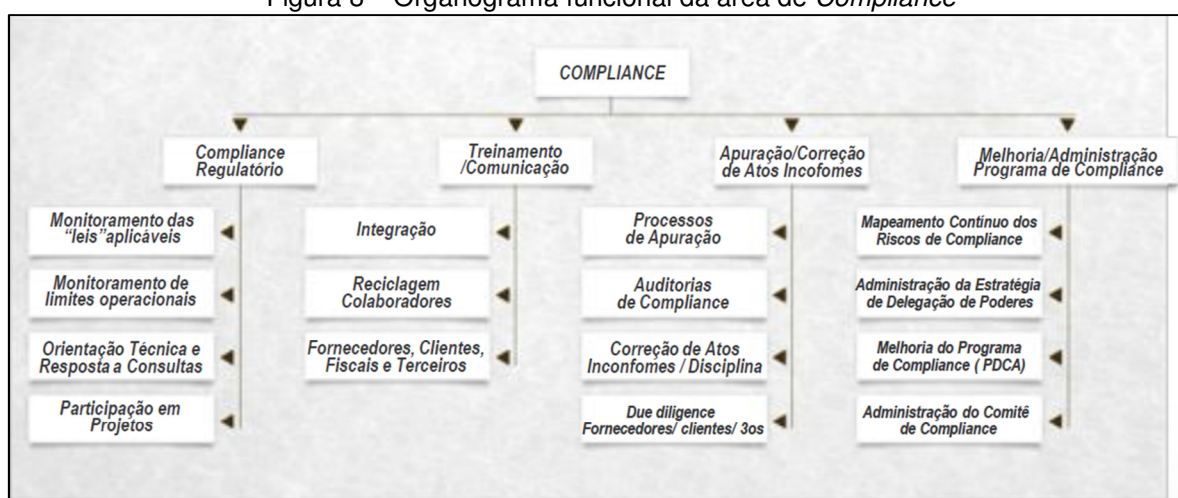 Figura 8 – Organograma funcional da área de Compliance
COMPLIANCE
Compliance
Regulatório
Monitoramento das
“leis”aplicáveis
Monitoramento de
limites operacionais
Orientação Técnica e
Resposta a Consultas
Participação em
Projetos
Treinamento
/Comunicação
Integração
Reciclagem
Colaboradores
Fornecedores, Clientes,
Fiscais e Terceiros
Apuração/Correção
de Atos Incofomes
Processos
de Apuração
Auditorias
de Compliance
Correção de Atos
Inconfomes / Disciplina
Due diligence
Fornecedores/ clientes/ 3os
Melhoria/Administração
Programa de Compliance
Mapeamento Contínuo dos
Riscos de Compliance
Administração da Estratégia
de Delegação de Poderes
Melhoria do Programa
de Compliance ( PDCA)
Administração do Comitê
de Compliance